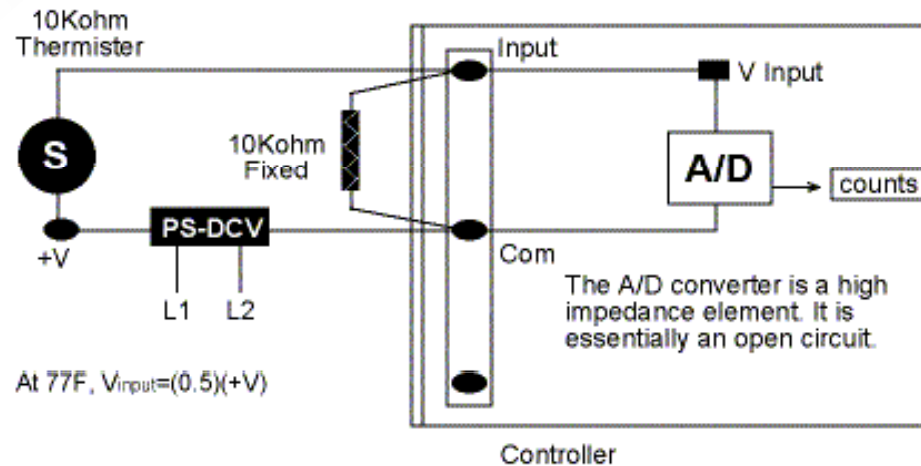 10Kohm
Thermister
Input
V Input
S
10Kohm
Fixed
A/D
counts
PS-DCV
+V
Com
L1 L2
The A/D converter is a high
impedance element. It is
essentially an open circuit.
At 77F, Vinput=(0.5)(+V)
Controller